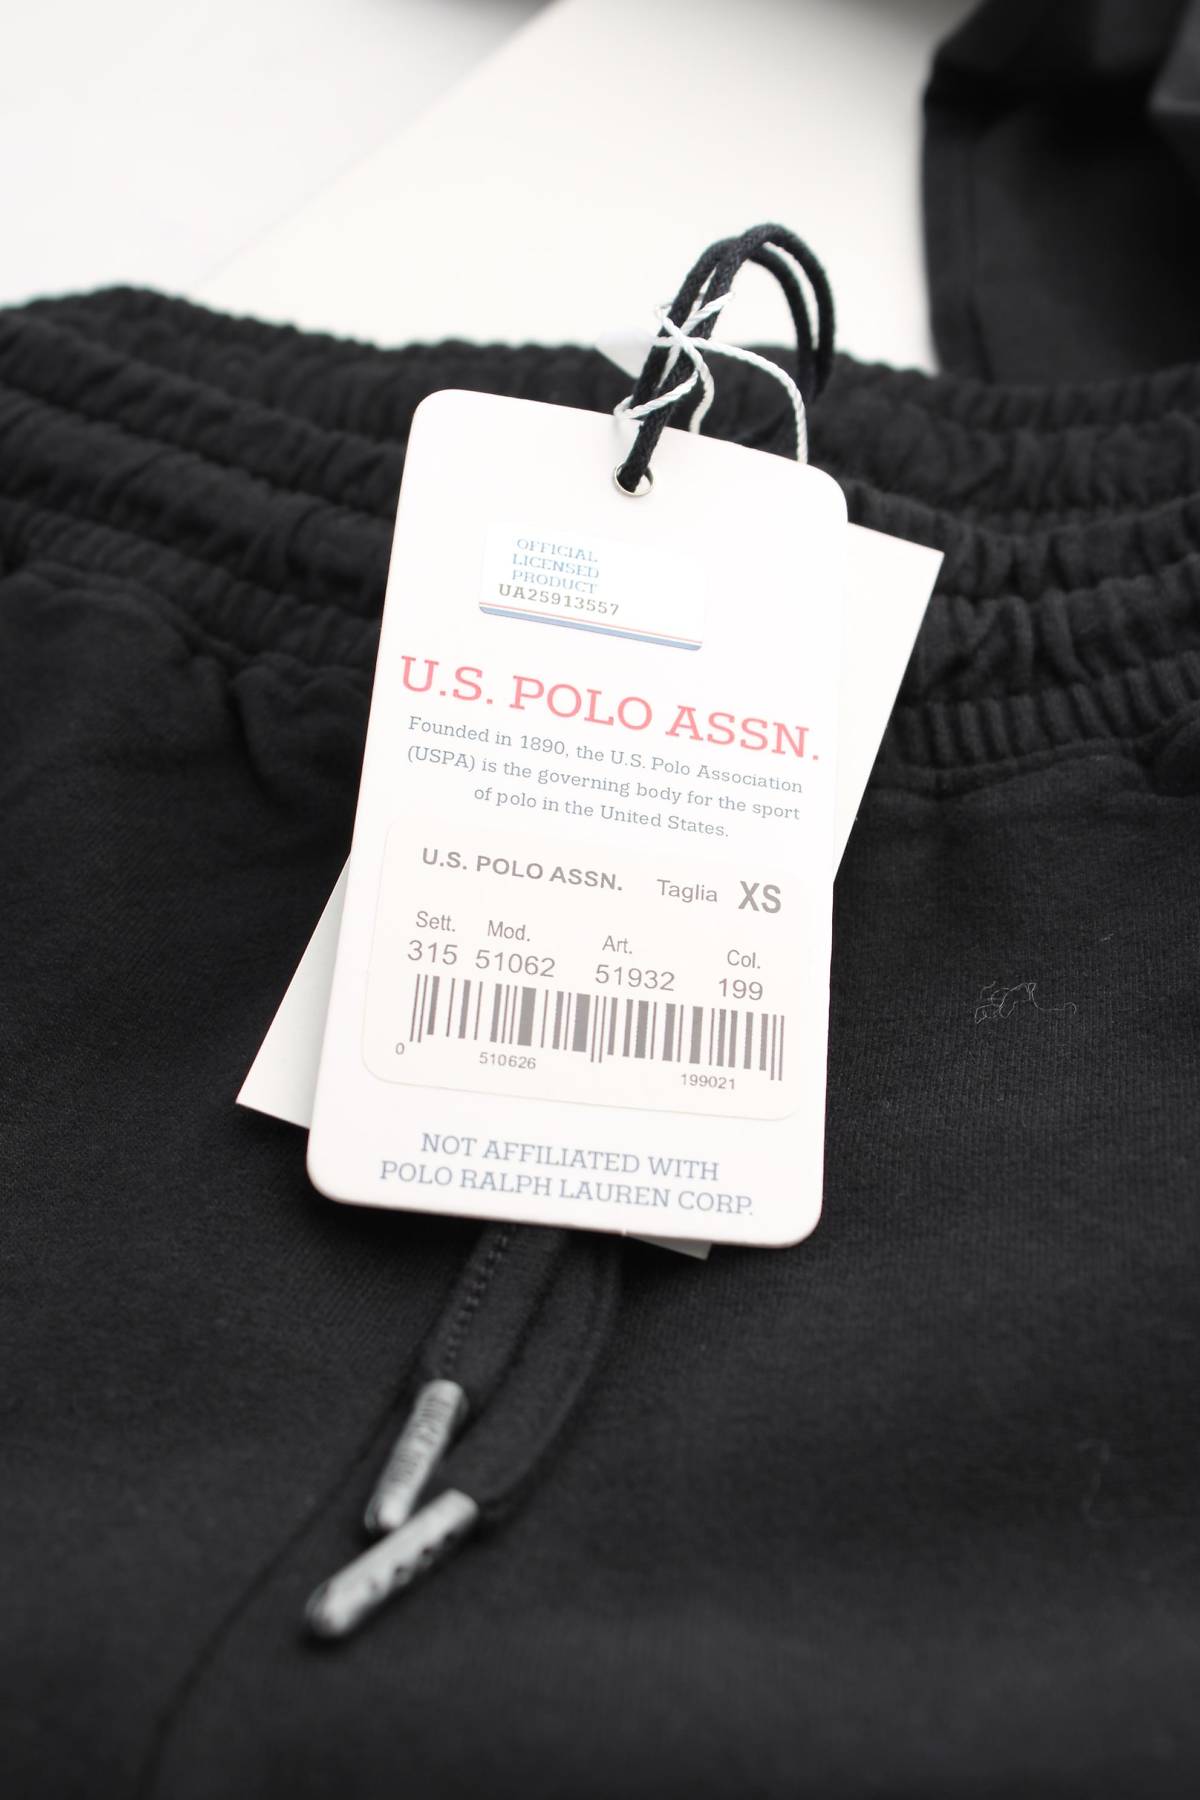 OFFICIAL
LICENSED
PRODUCT
UA25913557
U.S. POLO ASSN.
Founded in 1890, the U.S. Polo Association
(USPA) is the governing body for the sport
of polo in the United States.
U.S. POLO ASSN. Taglia XS
Sett. Mod. Art. Col.
315 51062 51932 199
0 510626 199021
NOT AFFILIATED WITH
POLO RALPH LAUREN CORP.